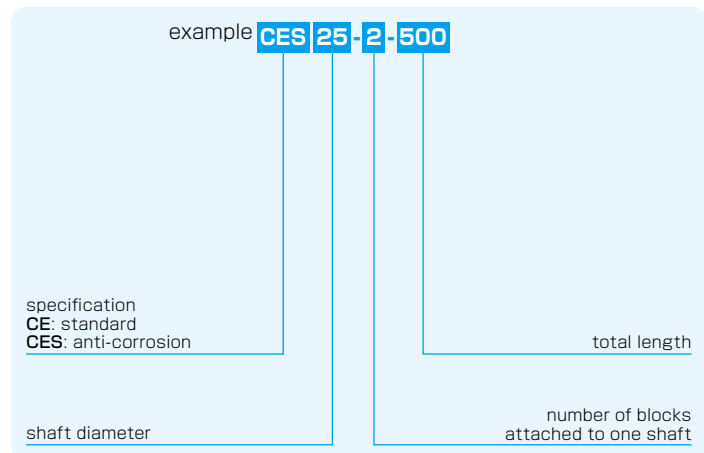 example CES 25 - 2 - 500
specification
CE: standard
CES: anti-corrosion
total length
shaft diameter
number of blocks
attached to one shaft